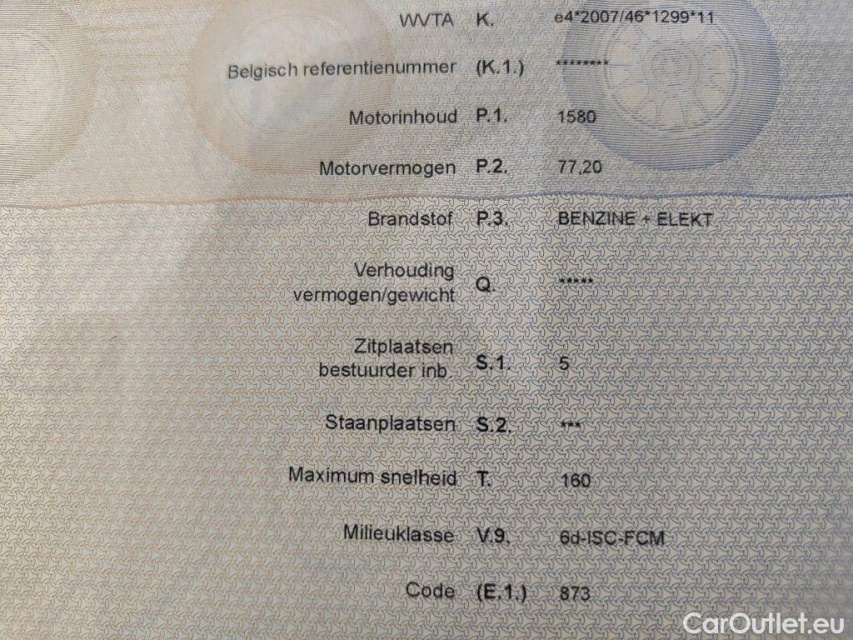 WVTA K. e4*2007/46*1299*11
Belgisch referentienummer (K.1.) ********
Motorinhoud P.1. 1580
Motorvermogen P.2. 77,20
Brandstof P.3. BENZINE + ELEKT
Verhouding
vermogen/gewicht Q. *****
Zitplaatsen
bestuurder inb. S.1. 5
Staanplaatsen S.2. ***
Maximum snelheid T. 160
Milieuklasse V.9. 6d-ISC-FCM
Code (E.1.) 873
CarOutlet.eu